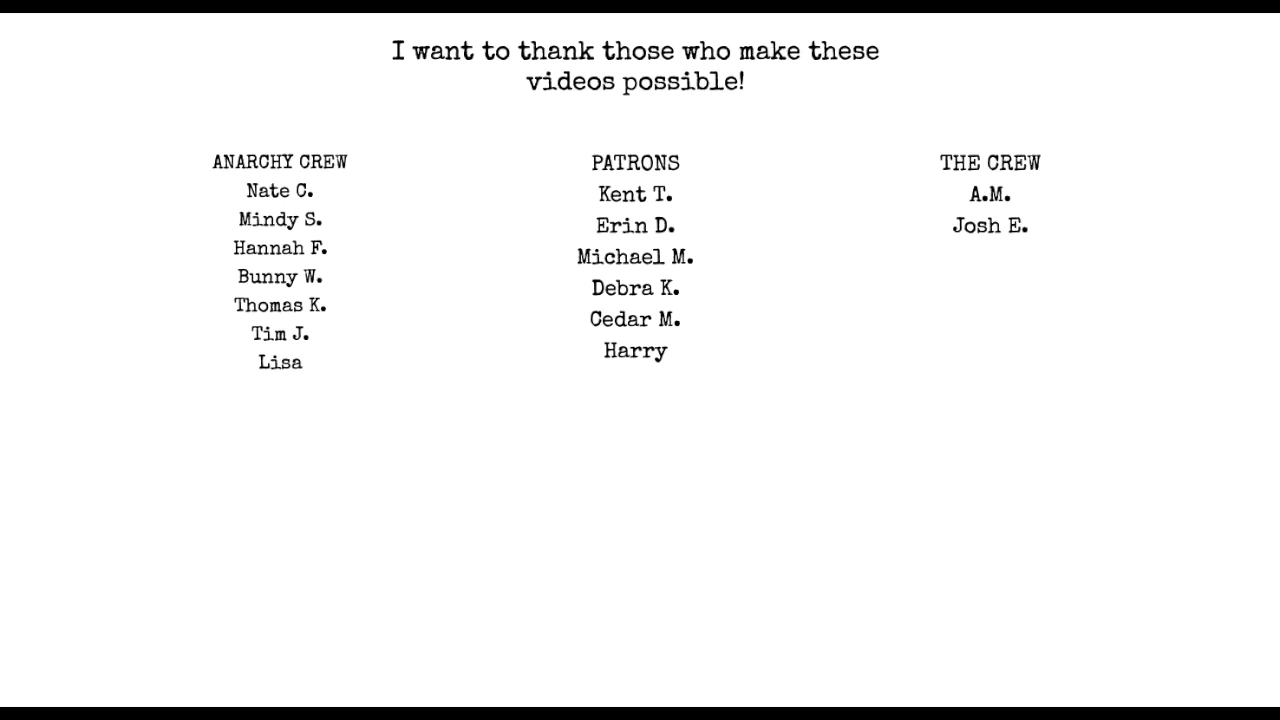 I want to thank those who make these
videos possible!
ANARCHY CREW
Nate C.
Mindy S.
Hannah F.
Bunny W.
Thomas K.
Tim J.
Lisa
PATRONS
Kent T.
Erin D.
Michael M.
Debra K.
Cedar M.
Harry
THE CREW
A.M.
Josh E.